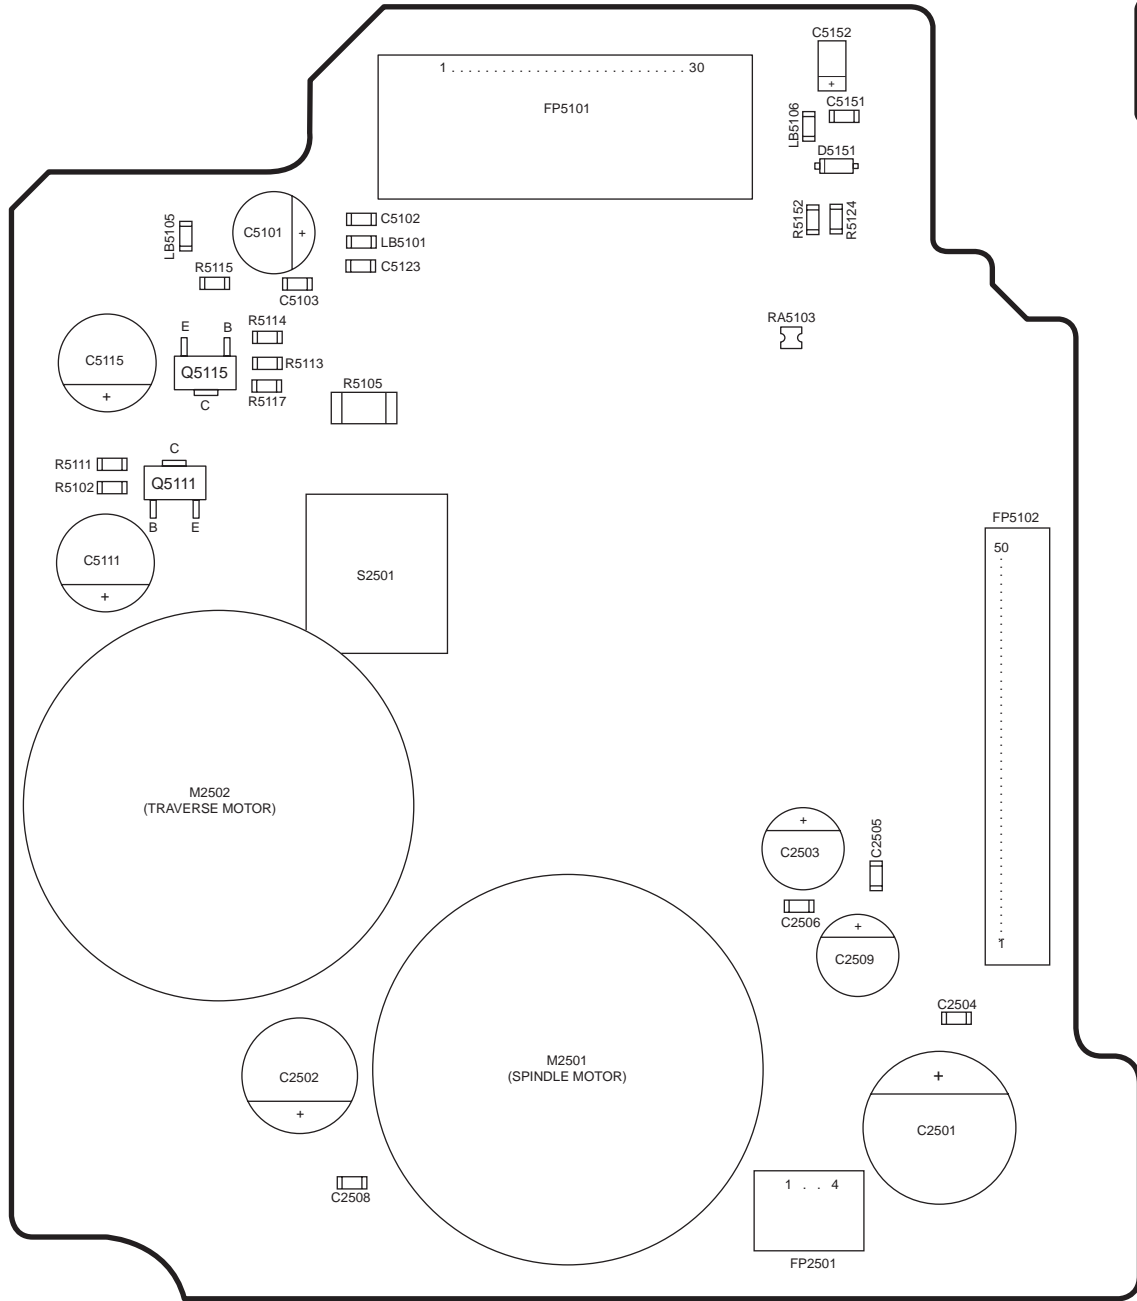 C5152
1 . . . . . . . . . . . . . . . . . . . . . . . . . . . . 30
+
FP5101
C5151
LB5106
D5151
LB5105
C5101 +
C5102
LB5101
C5123
R5152
R5124
R5115
C5103
RA5103
E B
R5114
C5115
+
Q5115
C
R5113
R5117
R5105
C
R5111
R5102
Q5111
B E
C5111
+
S2501
FP5102
50
1
M2502
(TRAVERSE MOTOR)
+
C2503
C2505
C2506
+
C2509
C2504
M2501
(SPINDLE MOTOR)
C2502
+
+
C2501
C2508
1 . . 4
FP2501